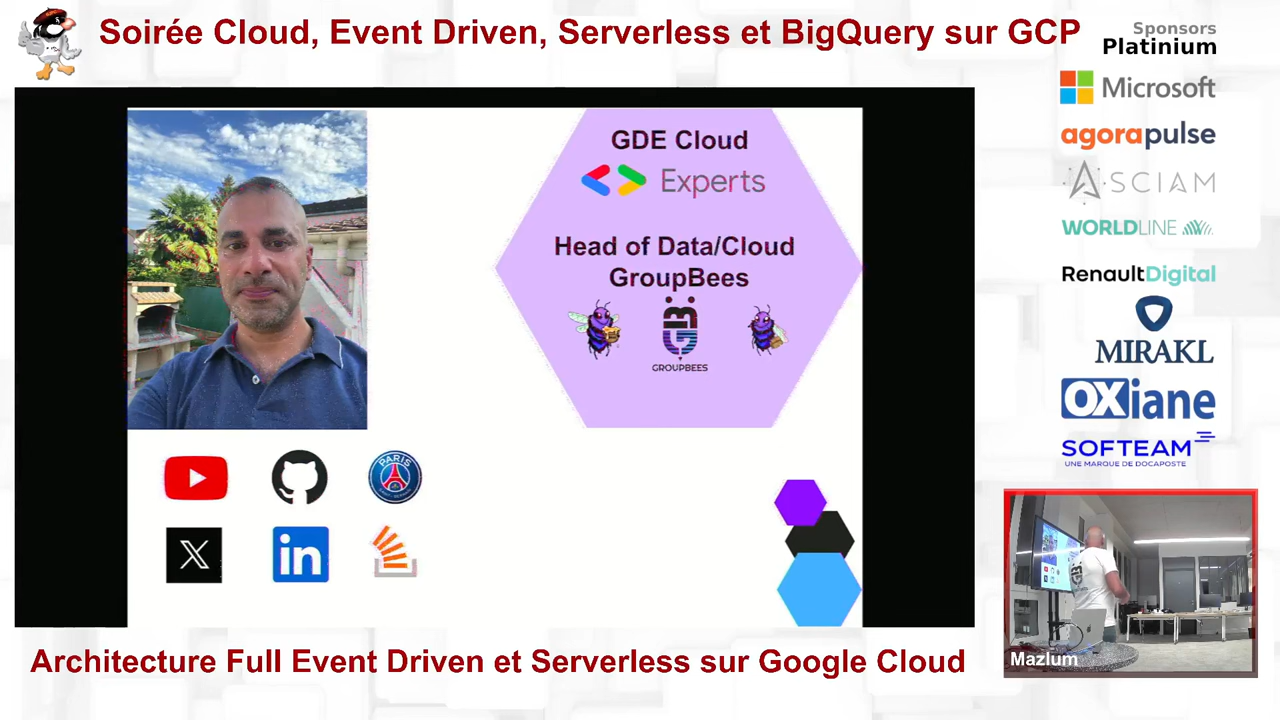 Soirée Cloud, Event Driven, Serverless et BigQuery sur GCP
Sponsors
Platinium
Microsoft
agorapulse
ASCIAM
WORLDLINE
RenaultDigital
MIRAKL
OXiane
SOFTEAM
UNE MARQUE DE DOCAPOSTE
GDE Cloud
Experts
Head of Data/Cloud
GroupBees
GB
GROUPBEES
PARIS
X
in
Mazlum
Architecture Full Event Driven et Serverless sur Google Cloud